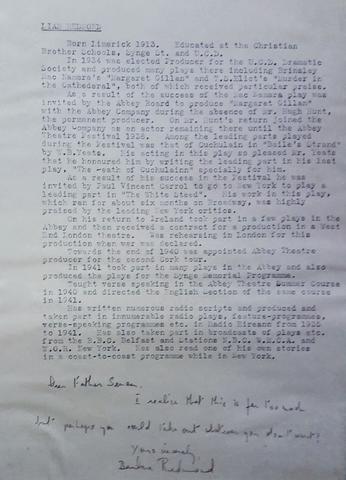 LIAM REDMOND
Born Limerick 1913. Educated at the Christian
Brother Schools, Synge St. and U.C.D.
In 1934 was elected Producer for the U.C.D. Dramatic
Society and produced many plays there including Brinsley
Mac Namara's "Margaret Gillan" and T.S.Eliot's "Murder in
the Cathederal", both of which received particular praise.
As a result of the success of the Mac Namara play was
invited by the Abbey Board to produce "Margaret Gillan"
with the Abbey Company during the absence of Mr. Hugh Hunt,
the permanent producer. On Mr. Hunt's return joined the
Abbey Company as an actor remaining there until the Abbey
Theatre Festival 1938. Among the leading parts played
during the Festival was that of Cuchulain in "Baile's Strand"
by W.B.Yeats. His acting in this play so pleased Mr. Yeats
that he honoured him by writing the leading part in his last
play, "The Death of Cuchulainn" specially for him.
As a result of his success in the Festival he was
invited by Paul Vincent Carrol to go to New York to play a
leading part in "The White Steed". His work in this play,
which ran for about six months on Broadway, was highly
praised by the leading New York critics.
On his return to Ireland took part in a few plays in the
Abbey and then received a contract for a production in a West
End London theatre. Was rehearsing in London for this
production when war was declared.
Towards the end of 1940 was appointed Abbey Theatre
producer for the second Cork tour.
In 1941 took part in many plays in the Abbey and also
produced the plays for the Synge Memorial Programme.
Taught verse speaking in the Abbey Theatre Summer Course
in 1940 and directed the English Section of the same course
in 1941.
Has written numerous radio scripts and produced and
taken part in innumerable radio plays, feature-programmes,
verse-speaking programmes etc. in Radio Eireann from 1935
to 1941. Has also taken part in broadcasts of plays etc.
from the B.B.C. Belfast and Stations N.B.C. and
W.O.R. New York. Has also read one of his own stories
in a coast-to-coast programme while in New York.
Dear Father Senan,
I realise that this is far too much
but perhaps you could take out whatever you don't want?
Yours sincerely
Barbara Redmond